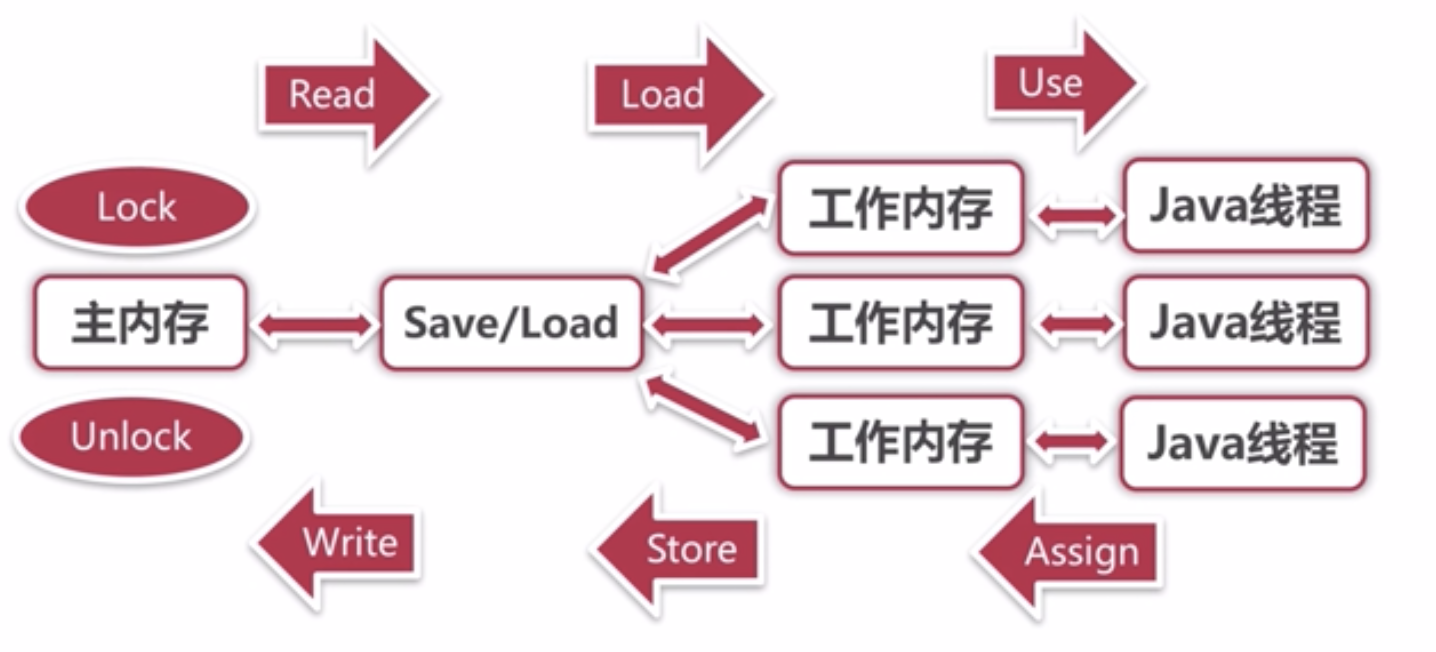 Read
Load
Use
Lock
工作内存
Java线程
主内存
Save/Load
工作内存
Java线程
Unlock
工作内存
Java线程
Write
Store
Assign